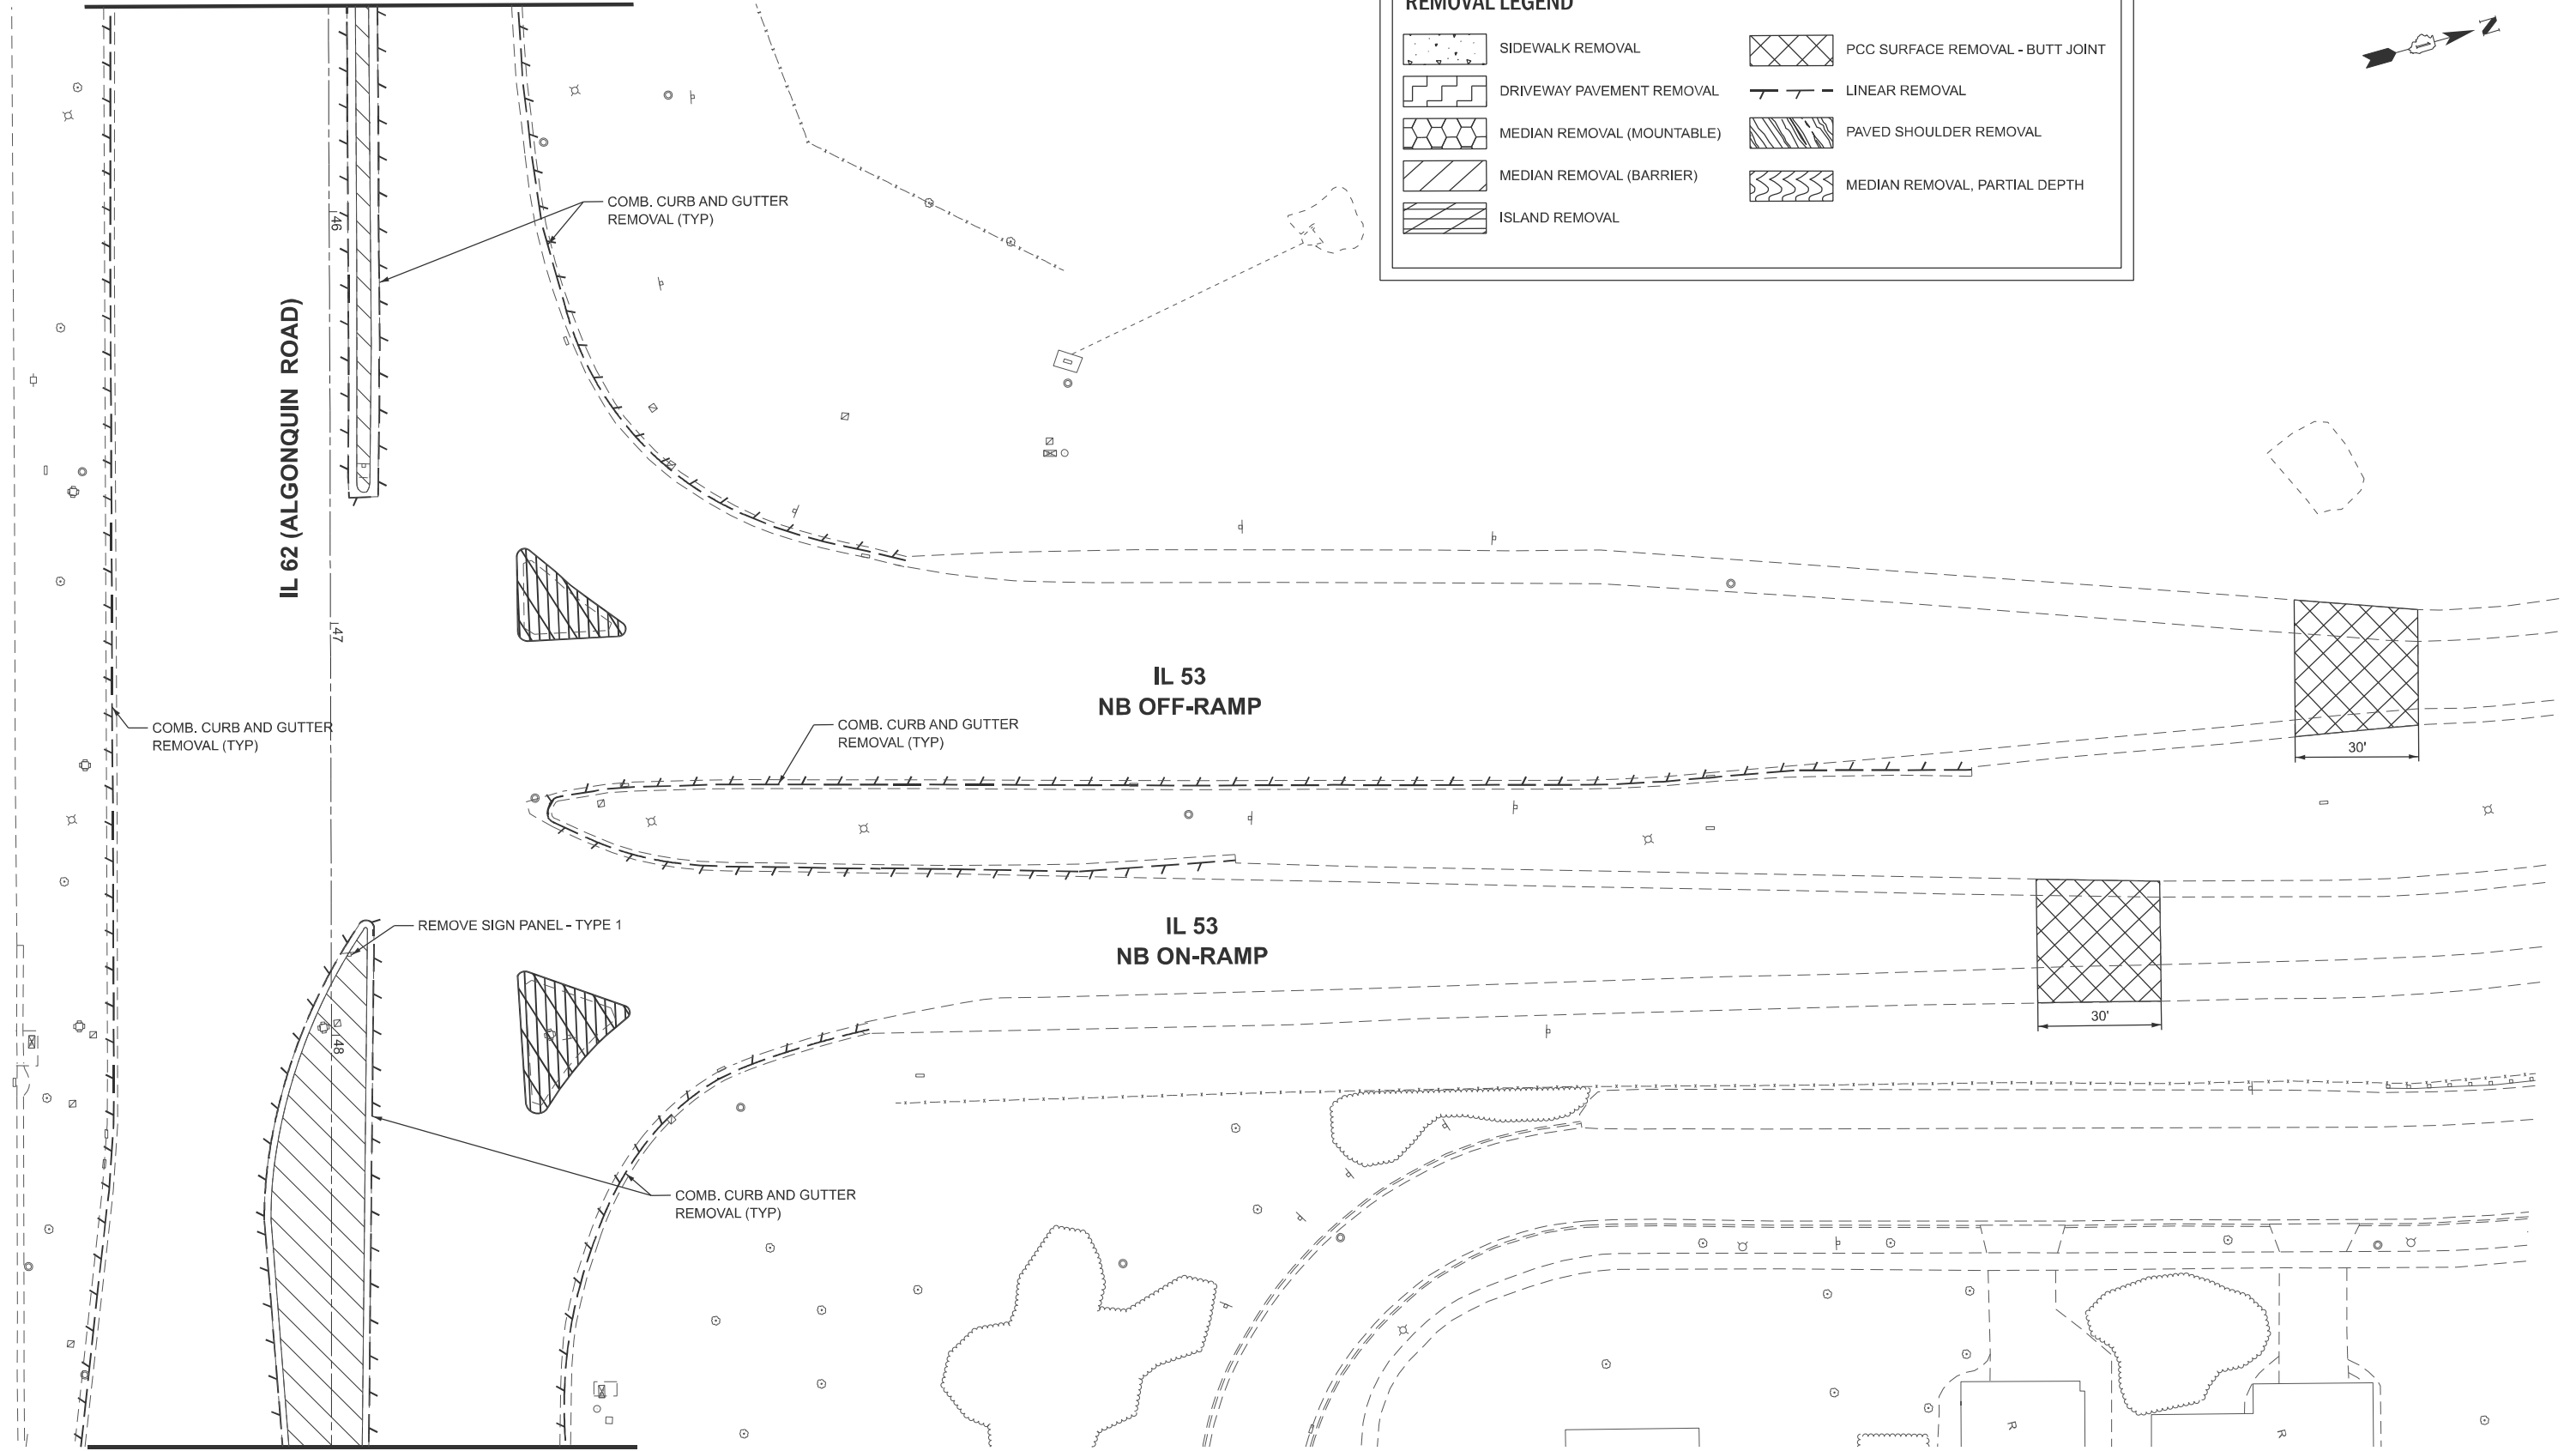 REMOVAL LEGEND
SIDEWALK REMOVAL
DRIVEWAY PAVEMENT REMOVAL
MEDIAN REMOVAL (MOUNTABLE)
MEDIAN REMOVAL (BARRIER)
ISLAND REMOVAL
PCC SURFACE REMOVAL - BUTT JOINT
LINEAR REMOVAL
PAVED SHOULDER REMOVAL
MEDIAN REMOVAL, PARTIAL DEPTH
N
COMB. CURB AND GUTTER
REMOVAL (TYP)
46
IL 62 (ALGONQUIN ROAD)
47
IL 53
NB OFF-RAMP
COMB. CURB AND GUTTER
REMOVAL (TYP)
COMB. CURB AND GUTTER
REMOVAL (TYP)
30'
REMOVE SIGN PANEL - TYPE 1
IL 53
NB ON-RAMP
30'
48
COMB. CURB AND GUTTER
REMOVAL (TYP)
R
R